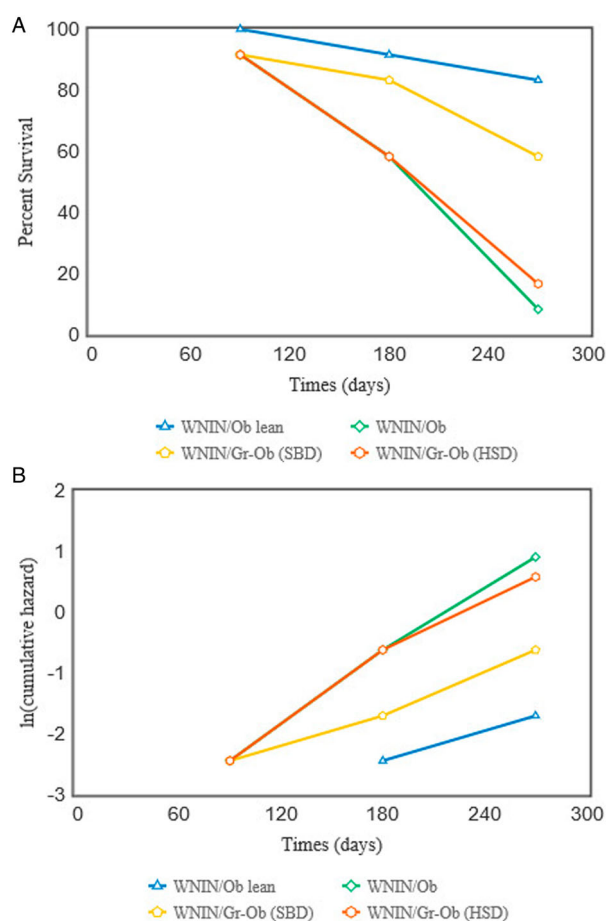 A
Percent Survival
100
80
60
40
20
0
0 60 120 180 240 300
Times (days)
WNIN/Ob lean WNIN/Ob
WNIN/Gr-Ob (SBD) WNIN/Gr-Ob (HSD)
B
ln(cumulative hazard)
2
1
0
-1
-2
-3
0 60 120 180 240 300
Times (days)
WNIN/Ob lean WNIN/Ob
WNIN/Gr-Ob (SBD) WNIN/Gr-Ob (HSD)